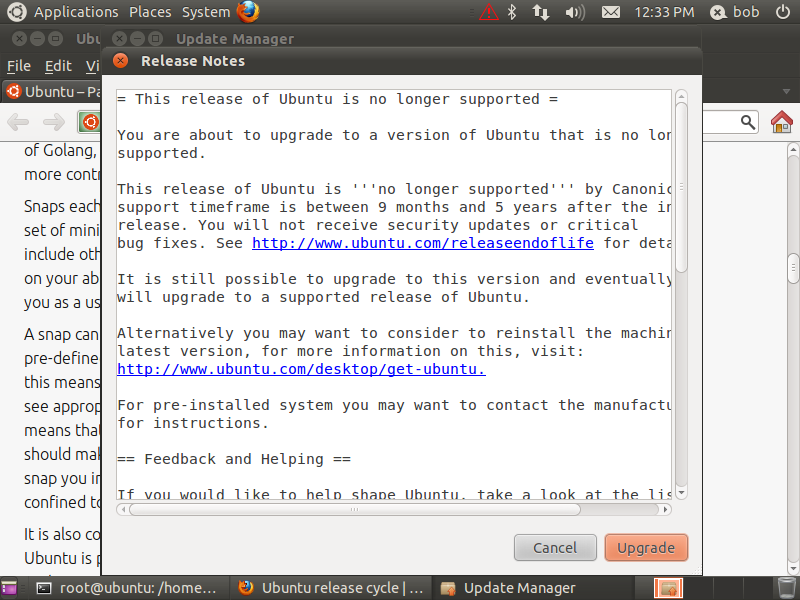 Applications Places System 12:33 PM bob
Ubu Update Manager
File Edit Vi
Release Notes
Ubuntu – Pa
= This release of Ubuntu is no longer supported =
You are about to upgrade to a version of Ubuntu that is no lon
supported.
This release of Ubuntu is '''no longer supported''' by Canonic
support timeframe is between 9 months and 5 years after the in
release. You will not receive security updates or critical
bug fixes. See http://www.ubuntu.com/releaseendoflife for deta
It is still possible to upgrade to this version and eventually
will upgrade to a supported release of Ubuntu.
Alternatively you may want to consider to reinstall the machin
latest version, for more information on this, visit:
http://www.ubuntu.com/desktop/get-ubuntu.
For pre-installed system you may want to contact the manufactu
for instructions.
== Feedback and Helping ==
If you would like to help shape Ubuntu, take a look at the lis
Cancel Upgrade
of Golang,
more contr
Snaps each
set of mini
include oth
on your ab
you as a us
A snap can
pre-define
this means
see approp
means that
should mak
snap you in
confined to
It is also co
Ubuntu is p
root@ubuntu: /home... Ubuntu release cycle | ... Update Manager